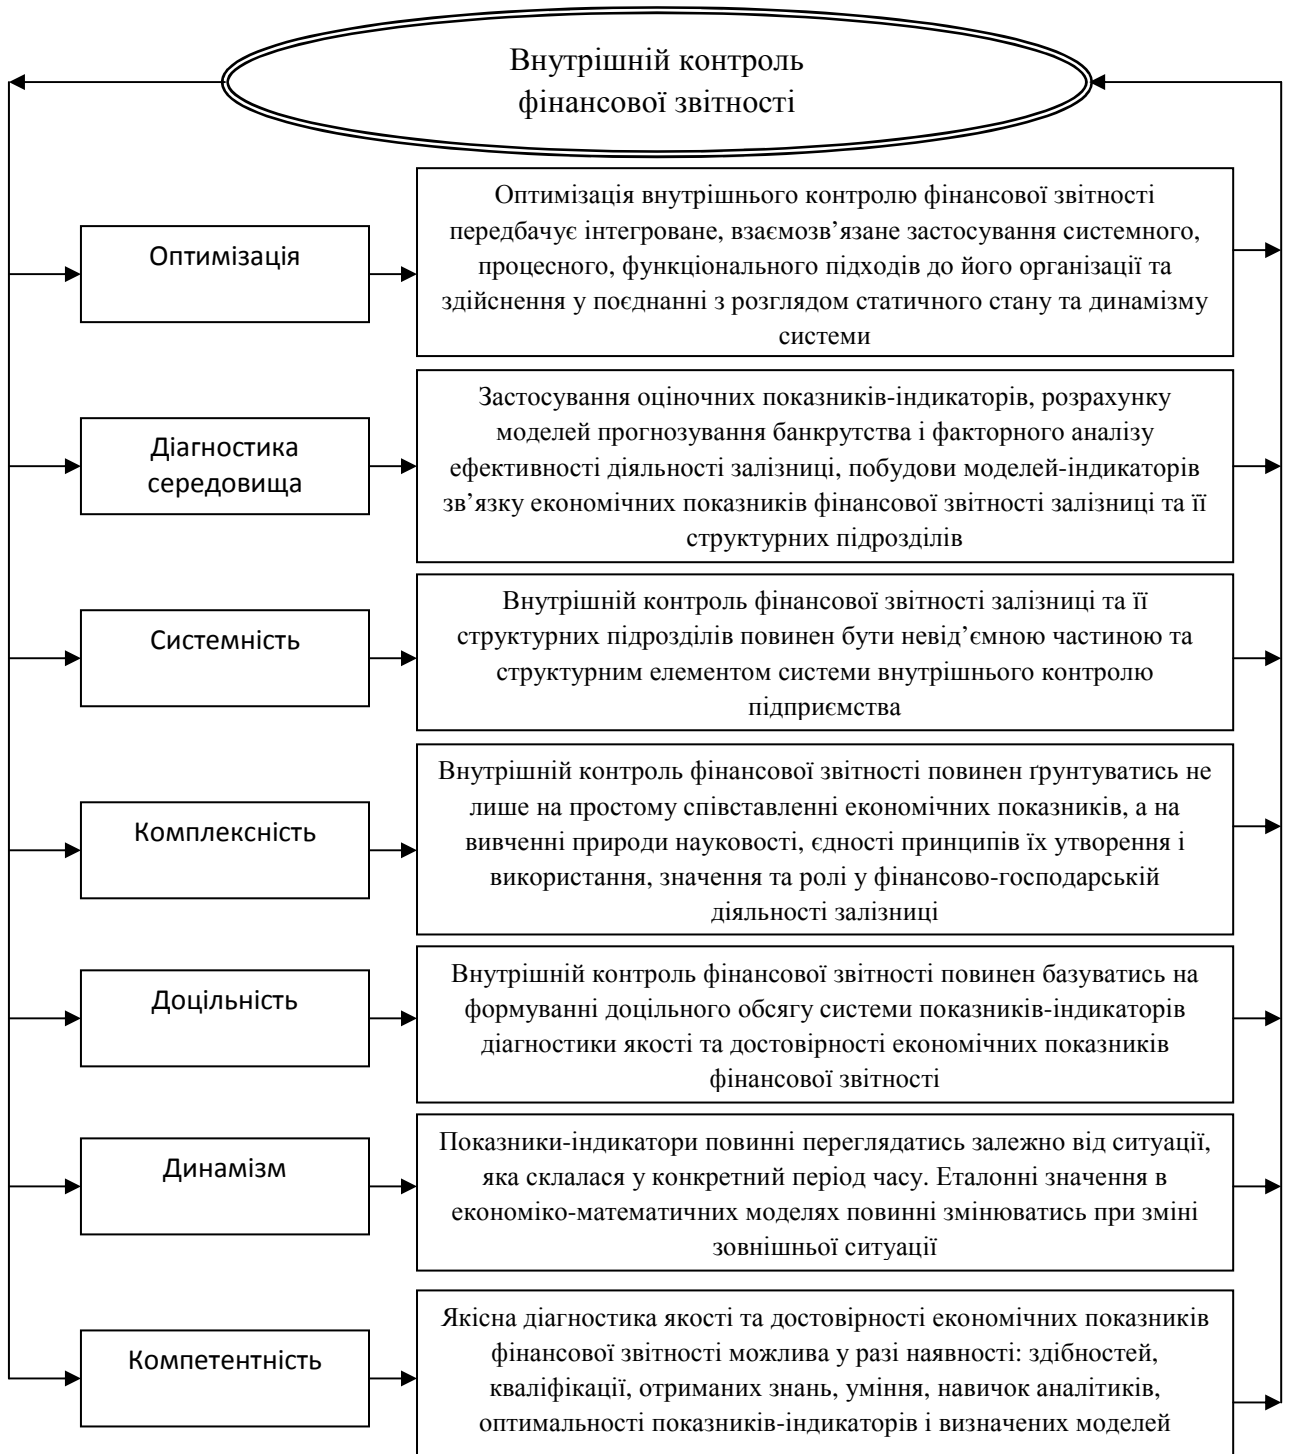 Внутрішній контроль
фінансової звітності
Оптимізація
Оптимізація внутрішнього контролю фінансової звітності
передбачує інтегроване, взаємозв’язане застосування системного,
процесного, функціонального підходів до його організації та
здійснення у поєднанні з розглядом статичного стану та динамізму
системи
Діагностика
середовища
Застосування оціночних показників-індикаторів, розрахунку
моделей прогнозування банкрутства і факторного аналізу
ефективності діяльності залізниці, побудови моделей-індикаторів
зв’язку економічних показників фінансової звітності залізниці та її
структурних підрозділів
Системність
Внутрішній контроль фінансової звітності залізниці та її
структурних підрозділів повинен бути невід’ємною частиною та
структурним елементом системи внутрішнього контролю
підприємства
Комплексність
Внутрішній контроль фінансової звітності повинен ґрунтуватись не
лише на простому співставленні економічних показників, а на
вивченні природи науковості, єдності принципів їх утворення і
використання, значення та ролі у фінансово-господарській
діяльності залізниці
Доцільність
Внутрішній контроль фінансової звітності повинен базуватись на
формуванні доцільного обсягу системи показників-індикаторів
діагностики якості та достовірності економічних показників
фінансової звітності
Динамізм
Показники-індикатори повинні переглядатись залежно від ситуації,
яка склалася у конкретний період часу. Еталонні значення в
економіко-математичних моделях повинні змінюватись при зміні
зовнішньої ситуації
Компетентність
Якісна діагностика якості та достовірності економічних показників
фінансової звітності можлива у разі наявності: здібностей,
кваліфікації, отриманих знань, уміння, навичок аналітиків,
оптимальності показників-індикаторів і визначених моделей